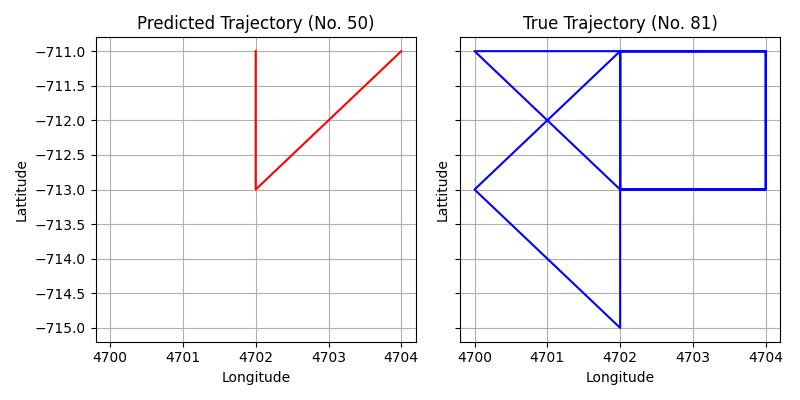 Predicted Trajectory (No. 50)
True Trajectory (No. 81)
−711.0
−711.5
−712.0
−712.5
−713.0
−713.5
−714.0
−714.5
−715.0
Lattitude
Lattitude
4700 4701 4702 4703 4704
4700 4701 4702 4703 4704
Longitude
Longitude